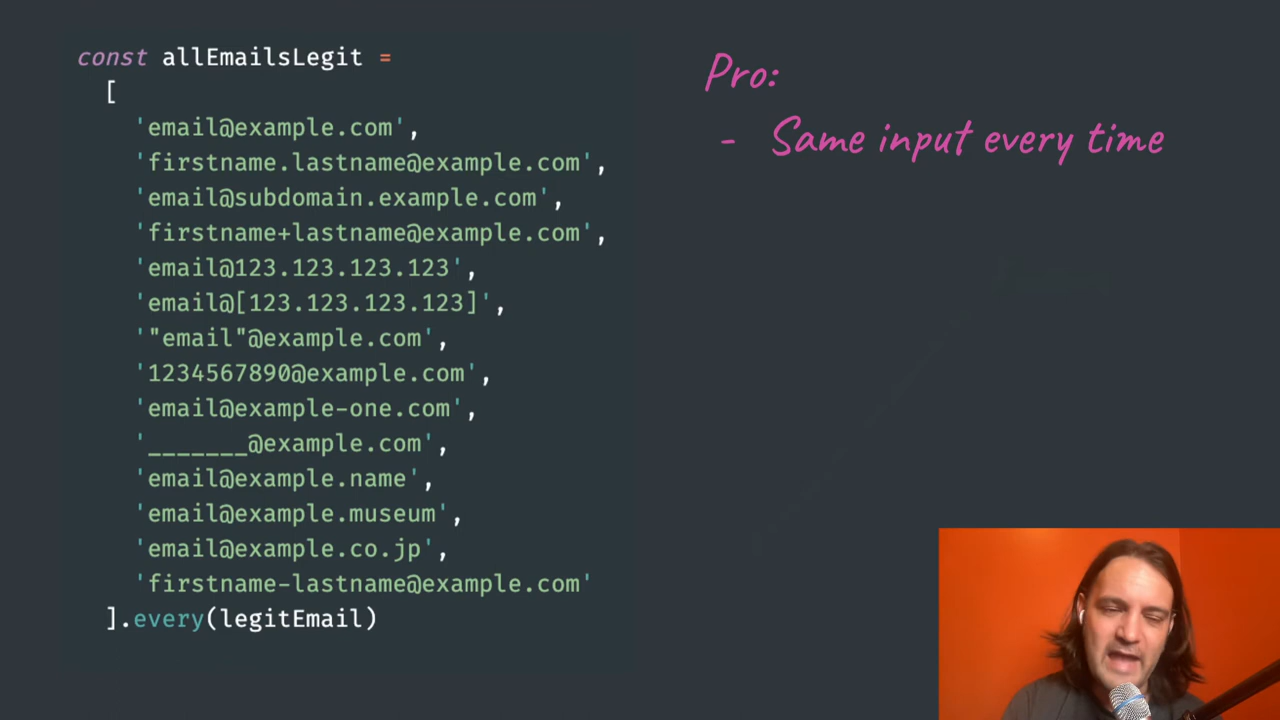 const allEmailsLegit =
[
'email@example.com',
'firstname.lastname@example.com',
'email@subdomain.example.com',
'firstname+lastname@example.com',
'email@123.123.123.123',
'email@[123.123.123.123]',
'"email"@example.com',
'1234567890@example.com',
'email@example-one.com',
'_______@example.com',
'email@example.name',
'email@example.museum',
'email@example.co.jp',
'firstname-lastname@example.com'
].every(legitEmail)
Pro:
- Same input every time